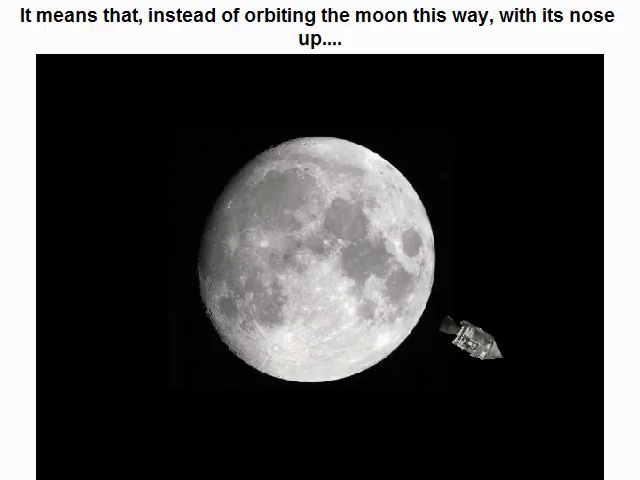 It means that, instead of orbiting the moon this way, with its nose
up....